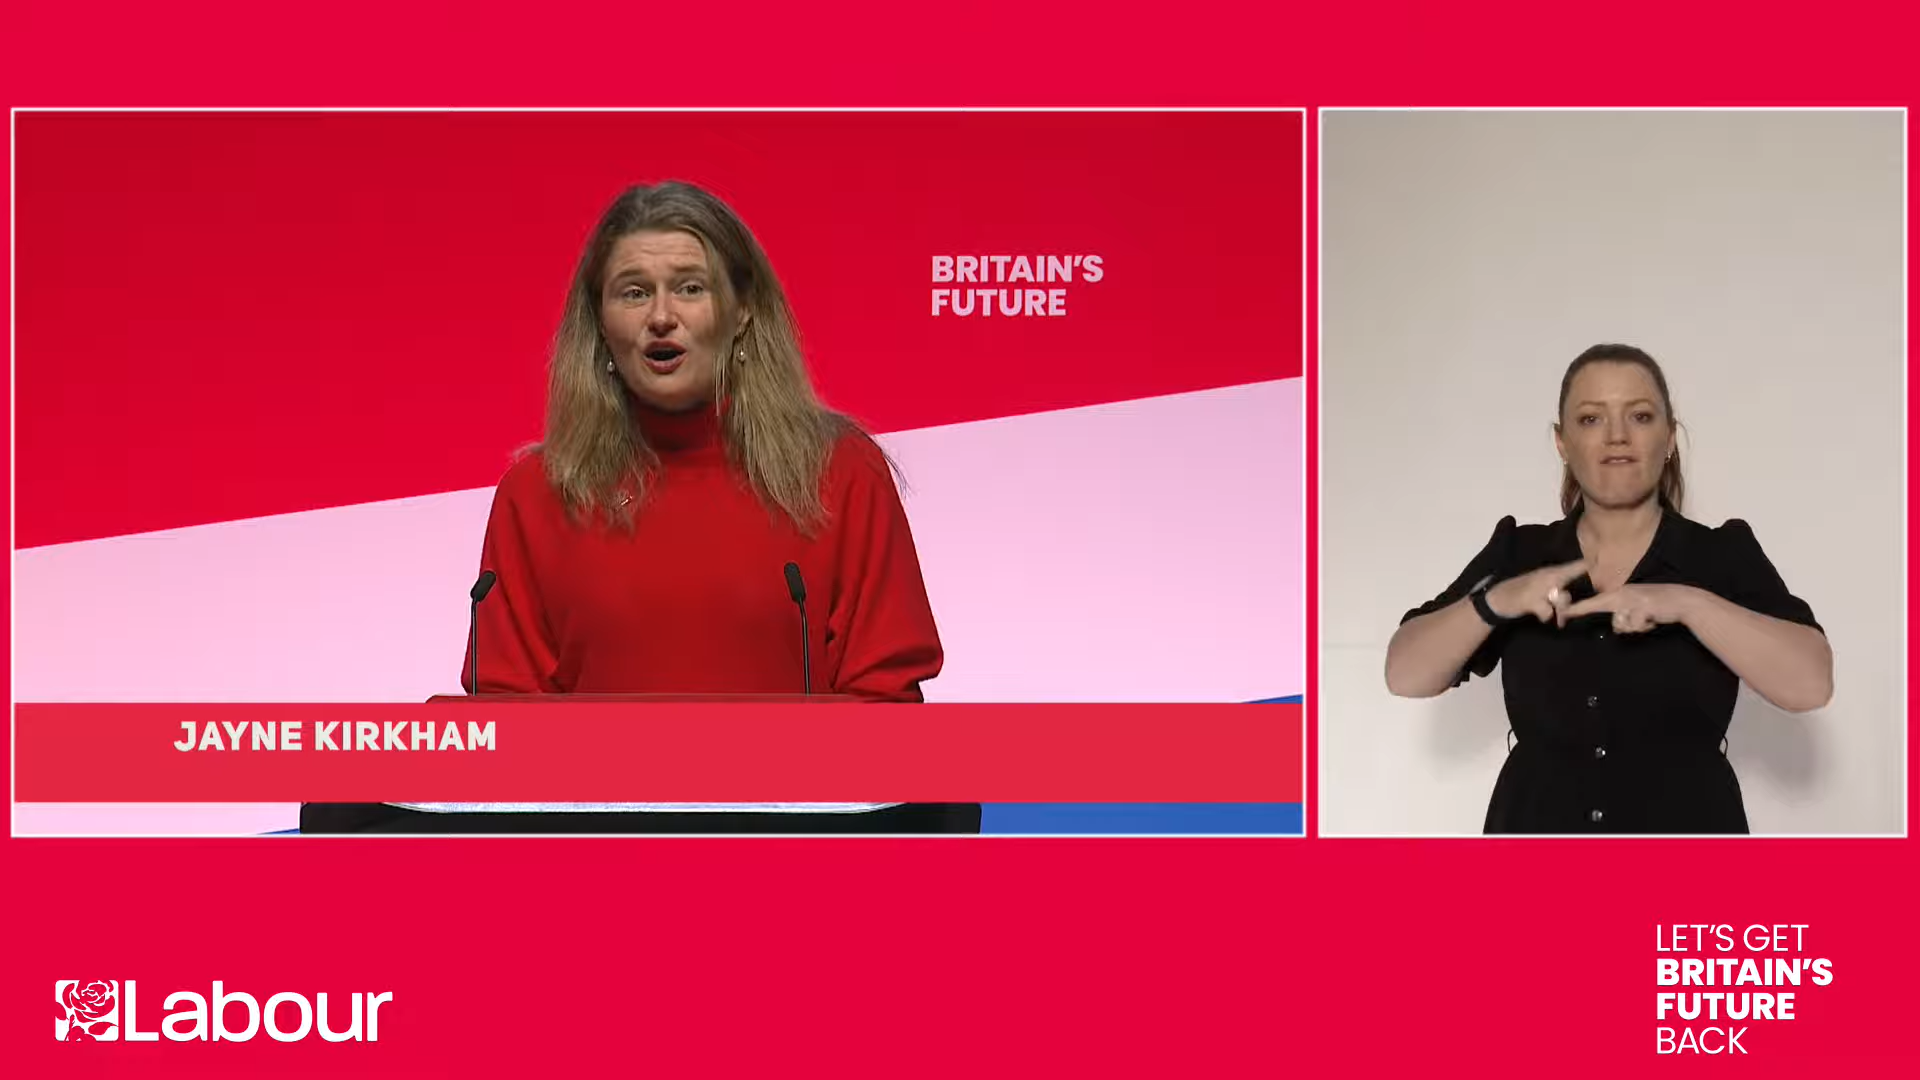 BRITAIN'S
FUTURE
JAYNE KIRKHAM
Labour
LET'S GET
BRITAIN'S
FUTURE
BACK